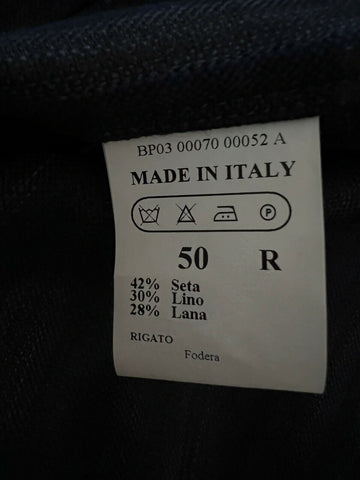 BP03 00070 00052 A
MADE IN ITALY
P
50 R
42% Seta
30% Lino
28% Lana
RIGATO
Fodera